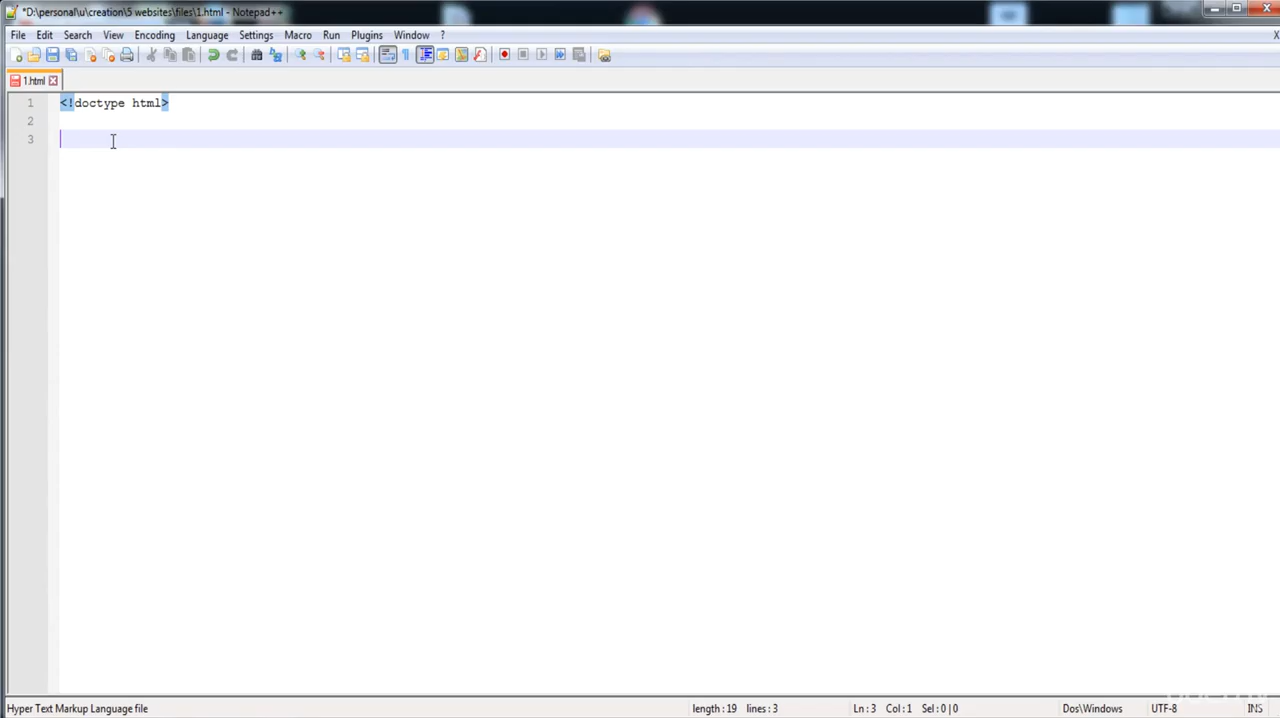 *D:\personal\u\creation\5 websites\files\1.html - Notepad++
File Edit Search View Encoding Language Settings Macro Run Plugins Window ? X
1.html
1 <!doctype html>
2
3
Hyper Text Markup Language file length : 19 lines : 3 Ln : 3 Col : 1 Sel : 0 | 0 Dos\Windows UTF-8 INS